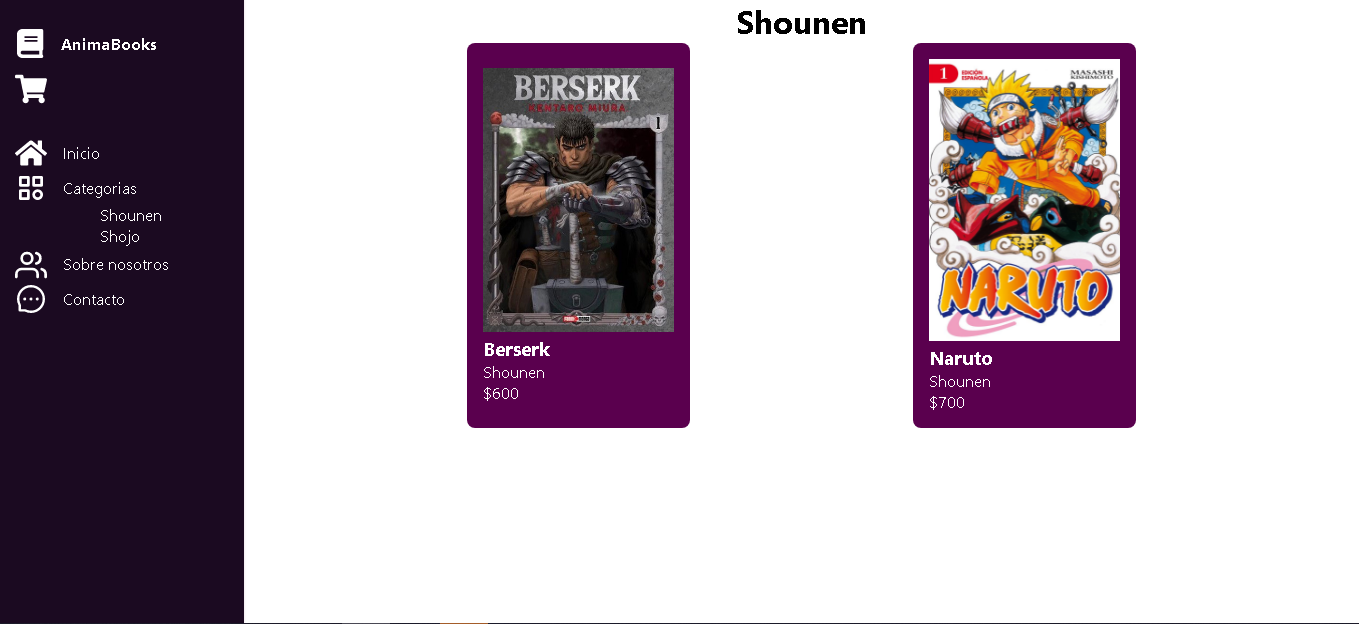 AnimaBooks
Inicio
Categorias
Shounen
Shojo
Sobre nosotros
Contacto
Shounen
BERSERK
KENTARO MIURA
1
Berserk
Shounen
$600
1
EDICIÓN
ESPAÑOLA
MASASHI
KISHIMOTO
NARUTO
Naruto
Shounen
$700